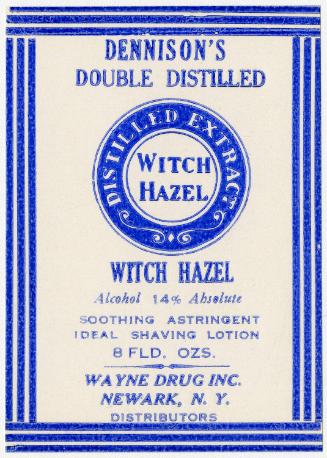 DENNISON'S
DOUBLE DISTILLED
DISTILLED EXTRACT
WITCH
HAZEL
WITCH HAZEL
Alcohol 14% Absolute
SOOTHING ASTRINGENT
IDEAL SHAVING LOTION
8 FLD. OZS.
WAYNE DRUG INC.
NEWARK, N. Y.
DISTRIBUTORS